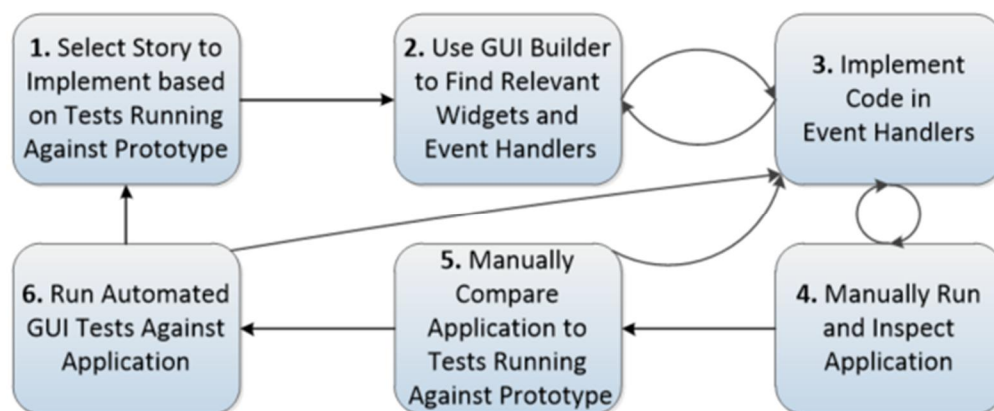 1. Select Story to
Implement based
on Tests Running
Against Prototype
2. Use GUI Builder
to Find Relevant
Widgets and
Event Handlers
3. Implement
Code in
Event Handlers
6. Run Automated
GUI Tests Against
Application
5. Manually
Compare
Application to
Tests Running
Against Prototype
4. Manually Run
and Inspect
Application